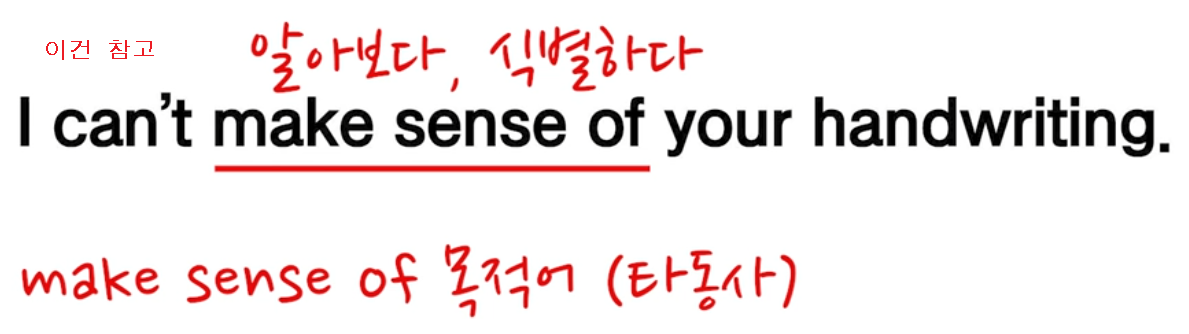 이건 참고
알아보다, 식별하다
I can't make sense of your handwriting.
make sense of 목적어 (타동사)